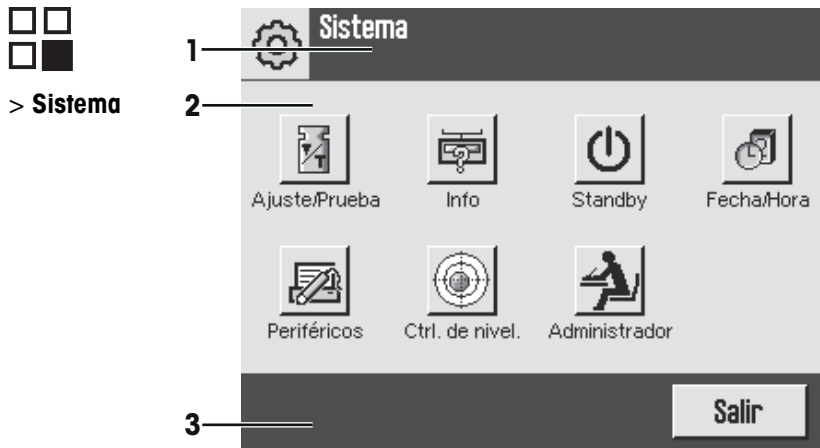 Sistema
1
> Sistema
2
Ajuste/Prueba
Info
Standby
Fecha/Hora
Periféricos
Ctrl. de nivel.
Administrador
3
Salir